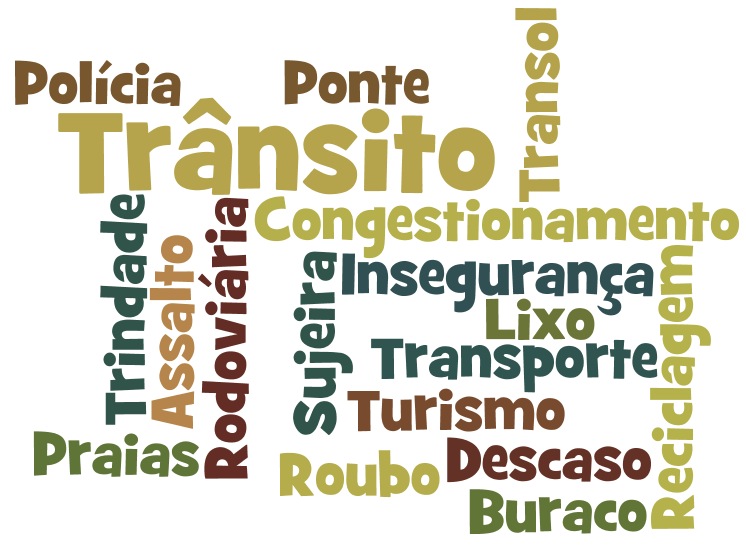 Polícia
Ponte
Transol
Trânsito
Congestionamento
Trindade
Assalto
Rodoviária
Sujeira
Insegurança
Lixo
Transporte
Reciclagem
Turismo
Praias
Roubo
Descaso
Buraco